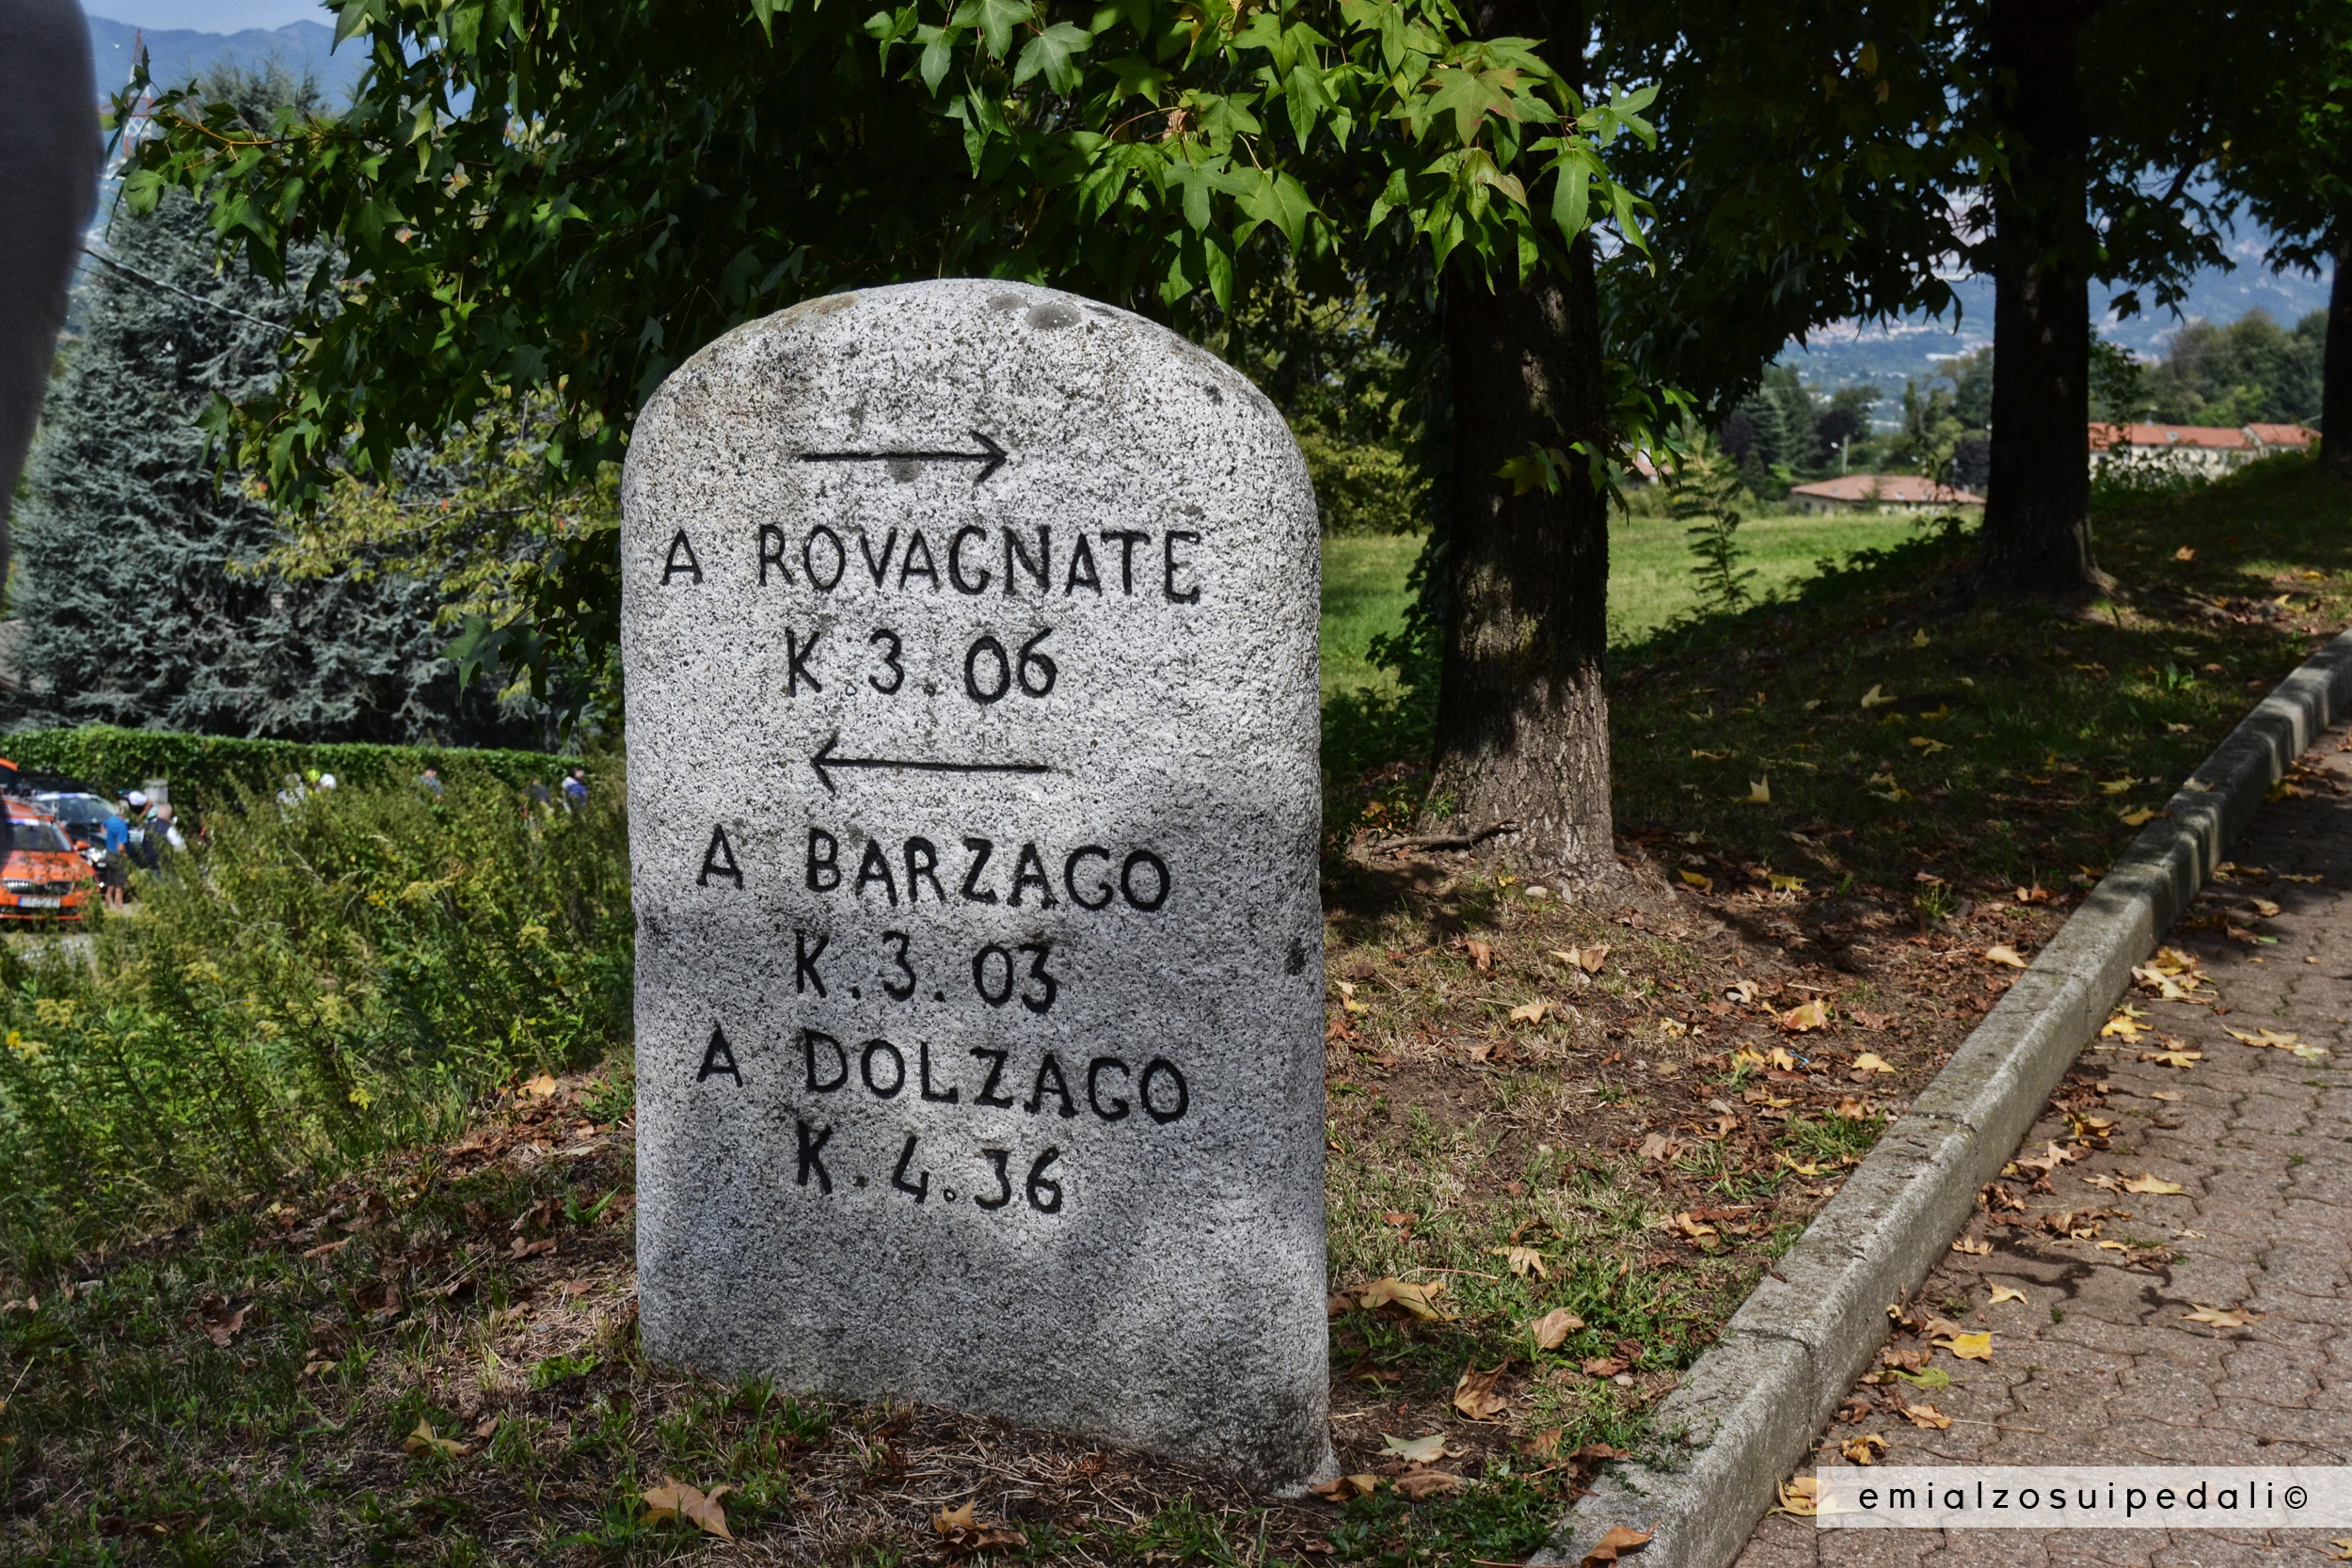 →
A ROVAGNATE
K.3.06
←
A BARZAGO
K.3.03
A DOLZAGO
K.4.36
emialzosuipedali©